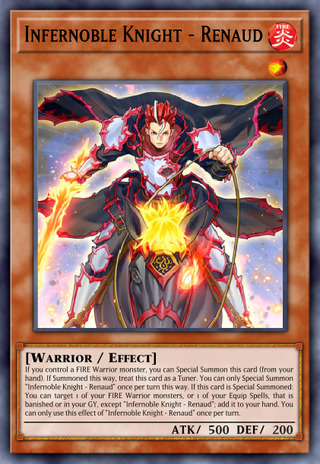 Infernoble Knight - Renaud
FIRE
炎
[Warrior / Effect]
If you control a FIRE Warrior monster, you can Special Summon this card (from your
hand). If Summoned this way, treat this card as a Tuner. You can only Special Summon
"Infernoble Knight - Renaud" once per turn this way. If this card is Special Summoned:
You can target 1 of your FIRE Warrior monsters, or 1 of your Equip Spells, that is
banished or in your GY, except "Infernoble Knight - Renaud"; add it to your hand. You
can only use this effect of "Infernoble Knight - Renaud" once per turn.
ATK/ 500 DEF/ 200